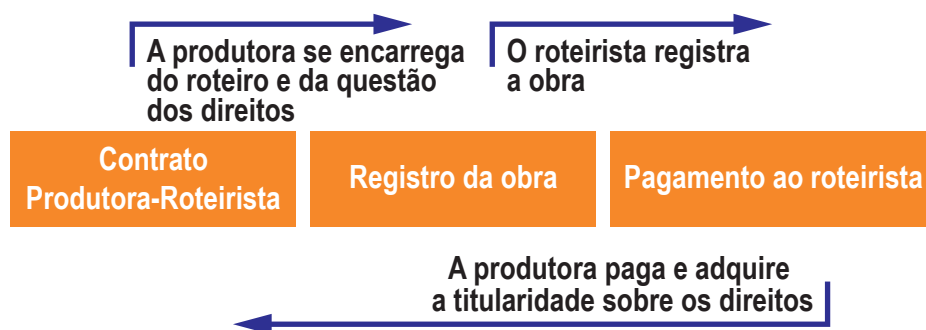 A produtora se encarrega
do roteiro e da questão
dos direitos
O roteirista registra
a obra
Contrato
Produtora-Roteirista
Registro da obra
Pagamento ao roteirista
A produtora paga e adquire
a titularidade sobre os direitos